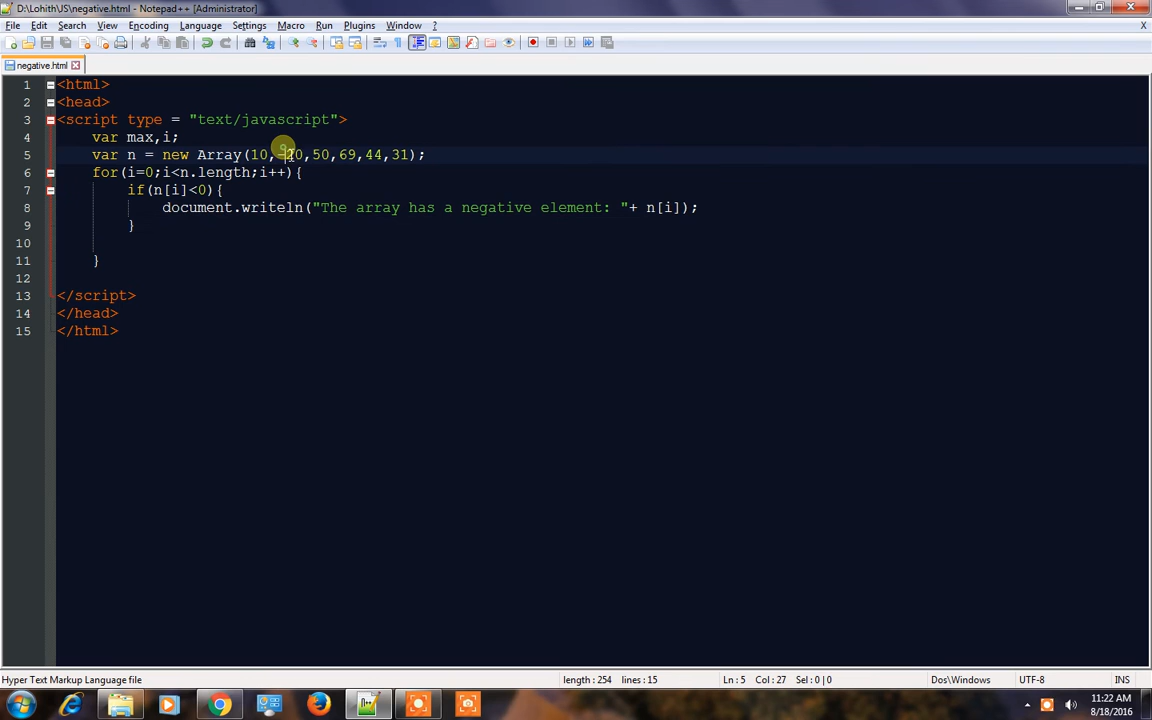 D:\Lohith\JS\negative.html - Notepad++ [Administrator]
File Edit Search View Encoding Language Settings Macro Run Plugins Window ?
X
negative.html
1 <html>
2 <head>
3 <script type = "text/javascript">
4 var max,i;
5 var n = new Array(10,-20,50,69,44,31);
6 for(i=0;i<n.length;i++){
7 if(n[i]<0){
8 document.writeln("The array has a negative element: "+ n[i]);
9 }
10
11 }
12
13 </script>
14 </head>
15 </html>
Hyper Text Markup Language file length : 254 lines : 15 Ln : 5 Col : 27 Sel : 0 | 0 Dos\Windows UTF-8 INS
11:22 AM
8/18/2016